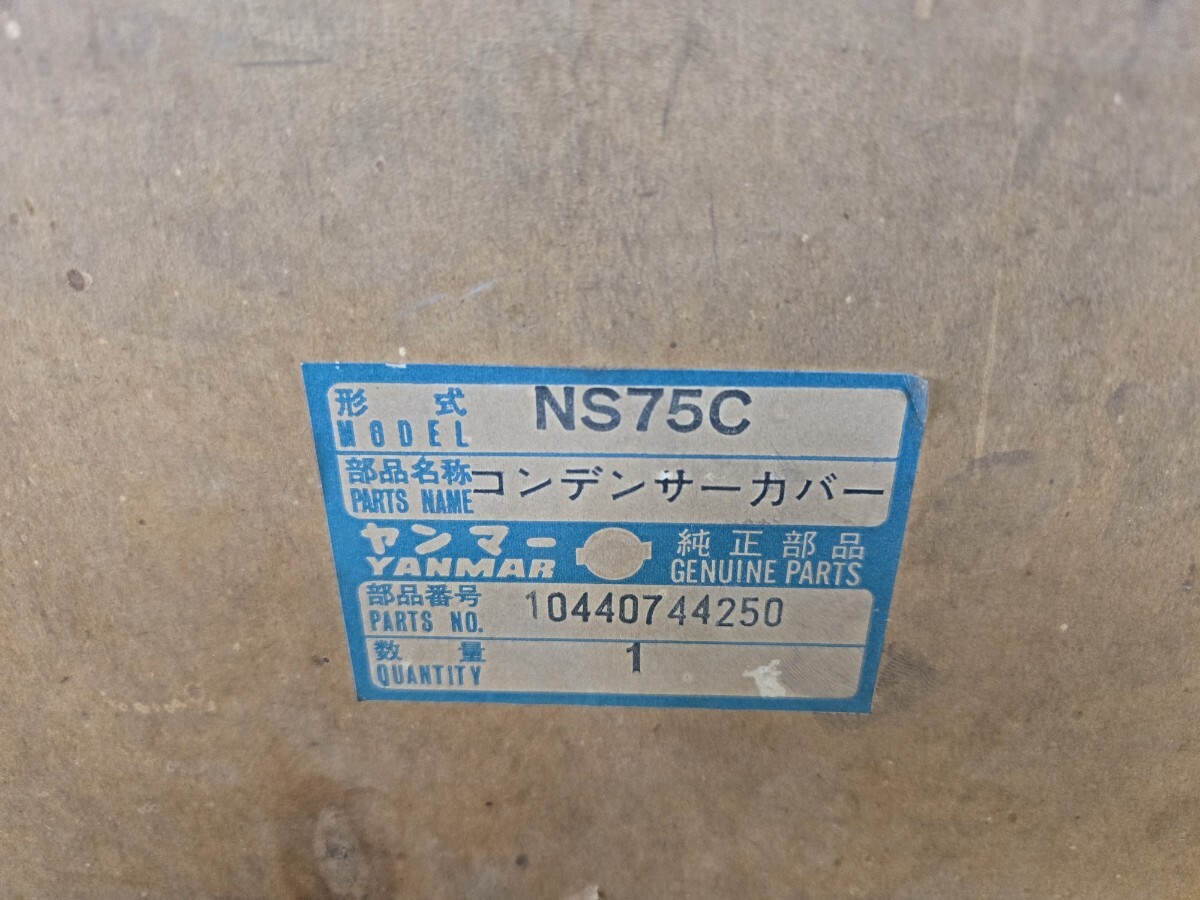 形式 NS75C
MODEL
部品名称 コンデンサーカバー
PARTS NAME
ヤンマー 純正部品
YANMAR GENUINE PARTS
部品番号 10440744250
PARTS NO.
数量 1
QUANTITY